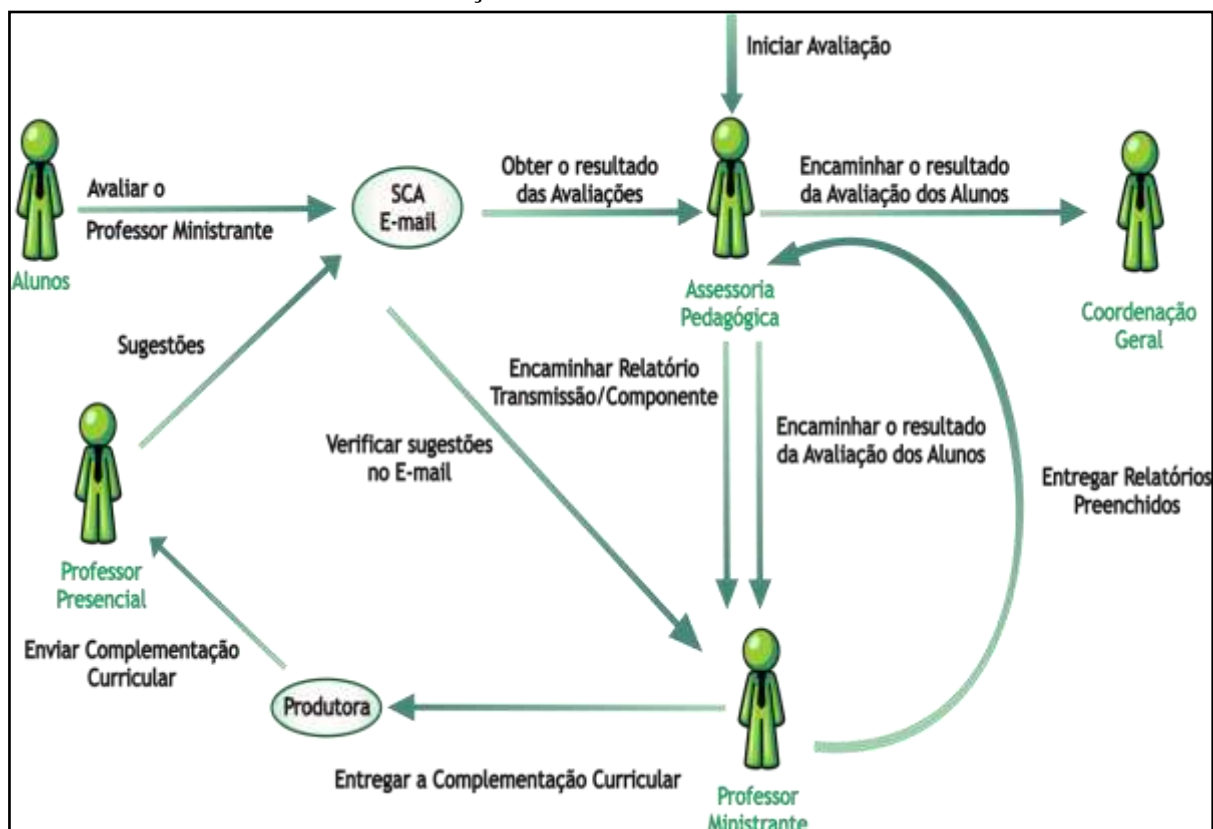 Iniciar Avaliação
Avaliar o
Professor Ministrante
Alunos
SCA
E-mail
Obter o resultado
das Avaliações
Encaminhar o resultado
da Avaliação dos Alunos
Assessoria
Pedagógica
Coordenação
Geral
Sugestões
Encaminhar Relatório
Transmissão/Componente
Verificar sugestões
no E-mail
Encaminhar o resultado
da Avaliação dos Alunos
Entregar Relatórios
Preenchidos
Professor
Presencial
Enviar Complementação
Curricular
Produtora
Entregar a Complementação Curricular
Professor
Ministrante